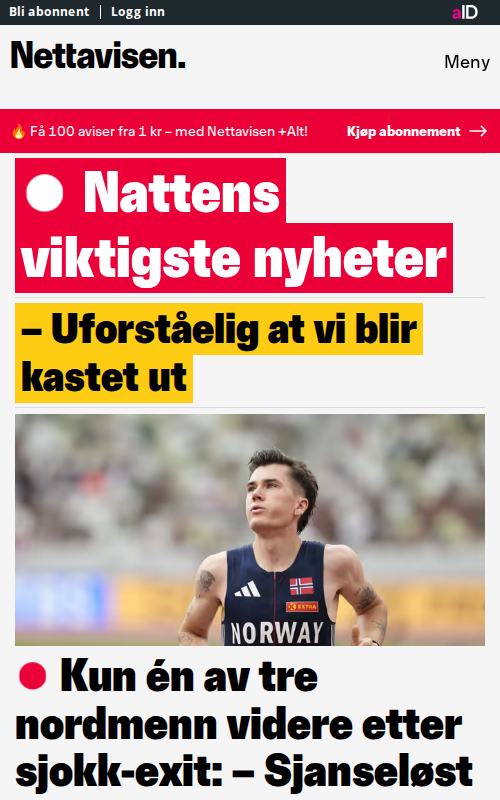 Bli abonnent | Logg inn
aID
Nettavisen.
Meny
🔥 Få 100 aviser fra 1 kr – med Nettavisen +Alt!
Kjøp abonnement →
Nattens
viktigste nyheter
– Uforståelig at vi blir
kastet ut
EXTRA
NORWAY
Kun én av tre
nordmenn videre etter
sjokk-exit: – Sjanseløst